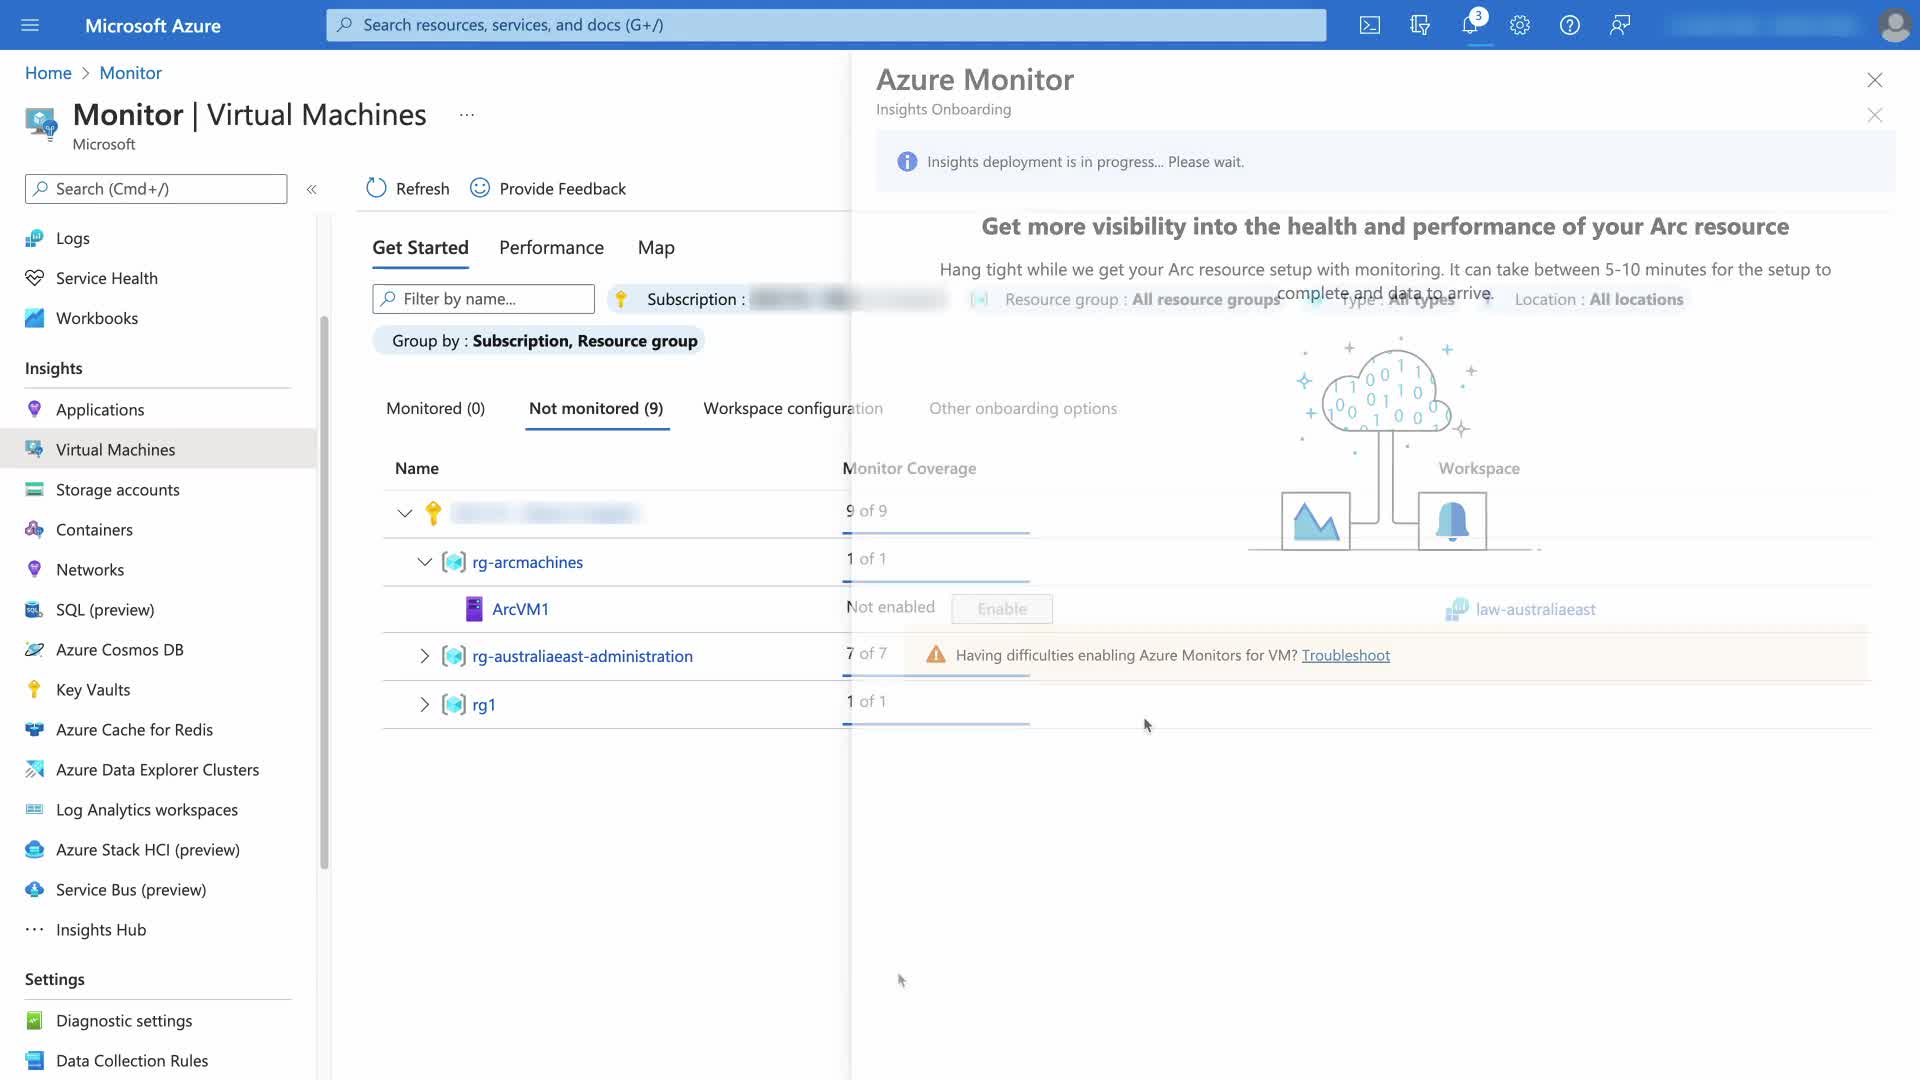 Microsoft Azure
Search resources, services, and docs (G+/)
3
Home > Monitor
Monitor | Virtual Machines ...
Microsoft
Search (Cmd+/)
«
Logs
Service Health
Workbooks
Insights
Applications
Virtual Machines
Storage accounts
Containers
Networks
SQL (preview)
Azure Cosmos DB
Key Vaults
Azure Cache for Redis
Azure Data Explorer Clusters
Log Analytics workspaces
Azure Stack HCI (preview)
Service Bus (preview)
Insights Hub
Settings
Diagnostic settings
Data Collection Rules
Refresh
Provide Feedback
Get Started
Performance
Map
Filter by name...
Subscription :
Resource group : All resource groups
Type : All types
Location : All locations
Group by : Subscription, Resource group
Monitored (0)
Not monitored (9)
Workspace configuration
Other onboarding options
Name
Monitor Coverage
Workspace
9 of 9
rg-arcmachines
1 of 1
ArcVM1
Not enabled
Enable
law-australiaeast
rg-australiaeast-administration
7 of 7
rg1
1 of 1
Azure Monitor
Insights Onboarding
Insights deployment is in progress... Please wait.
Get more visibility into the health and performance of your Arc resource
Hang tight while we get your Arc resource setup with monitoring. It can take between 5-10 minutes for the setup to
complete and data to arrive.
Having difficulties enabling Azure Monitors for VM? Troubleshoot